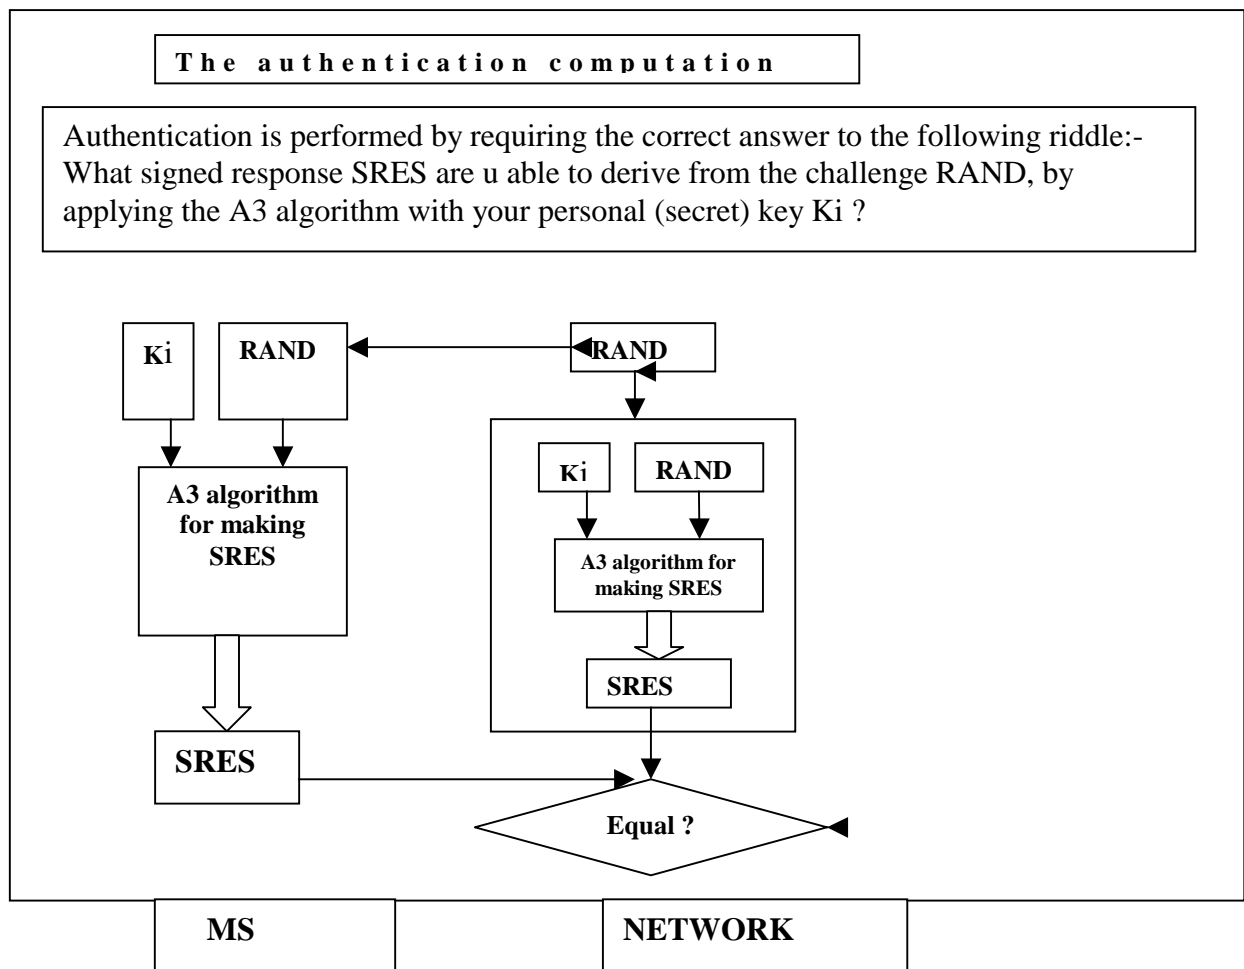 The authentication computation
Authentication is performed by requiring the correct answer to the following riddle:-
What signed response SRES are u able to derive from the challenge RAND, by
applying the A3 algorithm with your personal (secret) key Ki ?
Ki
RAND
RAND
Ki
RAND
A3 algorithm
for making
SRES
A3 algorithm for
making SRES
SRES
SRES
Equal ?
MS
NETWORK